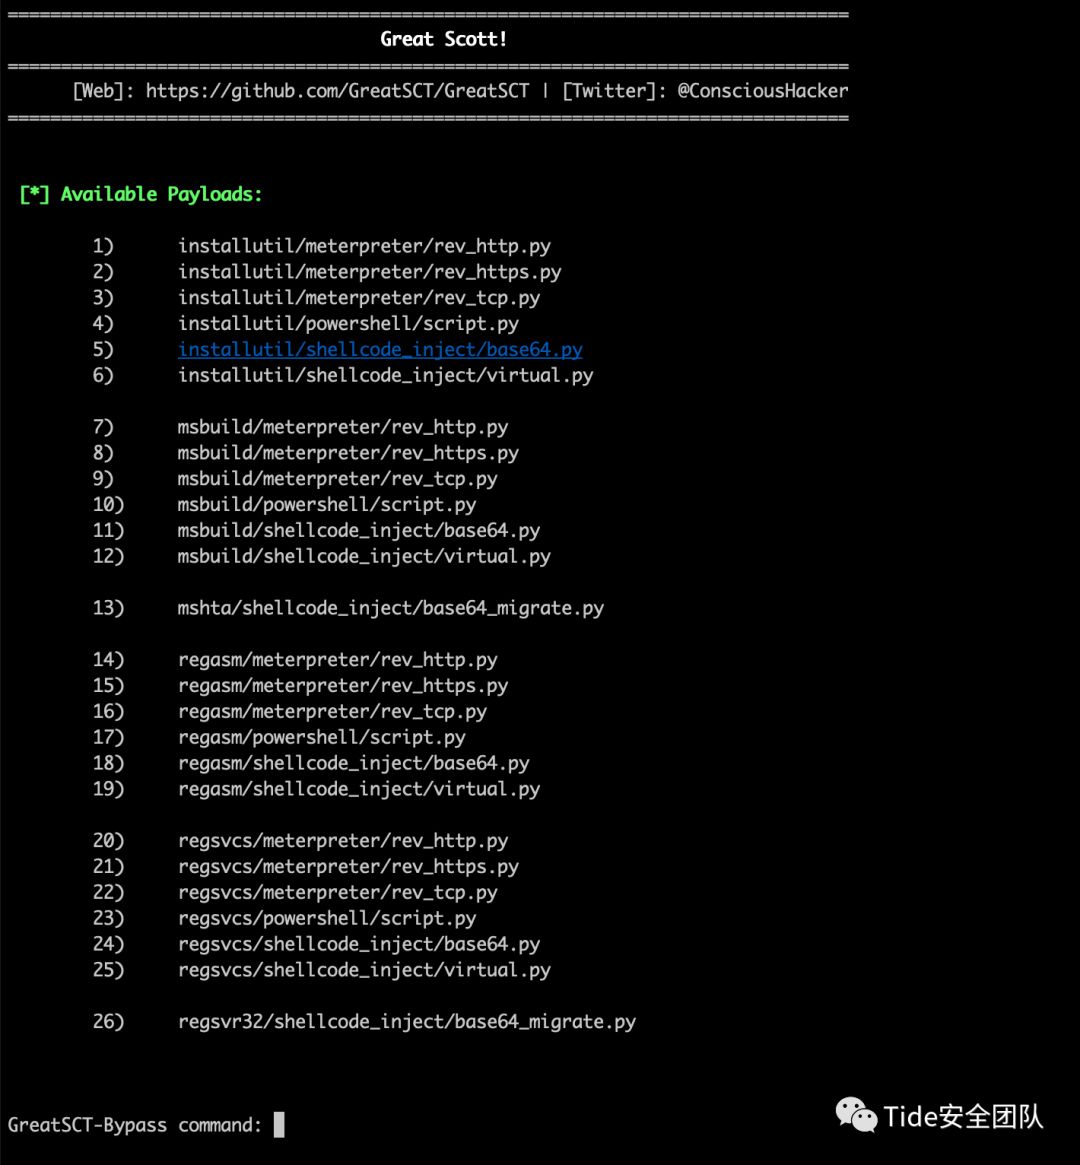 ===============================================================================
Great Scott!
===============================================================================
[Web]: https://github.com/GreatSCT/GreatSCT | [Twitter]: @ConsciousHacker
===============================================================================
[*] Available Payloads:
1) installutil/meterpreter/rev_http.py
2) installutil/meterpreter/rev_https.py
3) installutil/meterpreter/rev_tcp.py
4) installutil/powershell/script.py
5) installutil/shellcode_inject/base64.py
6) installutil/shellcode_inject/virtual.py
7) msbuild/meterpreter/rev_http.py
8) msbuild/meterpreter/rev_https.py
9) msbuild/meterpreter/rev_tcp.py
10) msbuild/powershell/script.py
11) msbuild/shellcode_inject/base64.py
12) msbuild/shellcode_inject/virtual.py
13) mshta/shellcode_inject/base64_migrate.py
14) regasm/meterpreter/rev_http.py
15) regasm/meterpreter/rev_https.py
16) regasm/meterpreter/rev_tcp.py
17) regasm/powershell/script.py
18) regasm/shellcode_inject/base64.py
19) regasm/shellcode_inject/virtual.py
20) regsvcs/meterpreter/rev_http.py
21) regsvcs/meterpreter/rev_https.py
22) regsvcs/meterpreter/rev_tcp.py
23) regsvcs/powershell/script.py
24) regsvcs/shellcode_inject/base64.py
25) regsvcs/shellcode_inject/virtual.py
26) regsvr32/shellcode_inject/base64_migrate.py
GreatSCT-Bypass command:
Tide安全团队